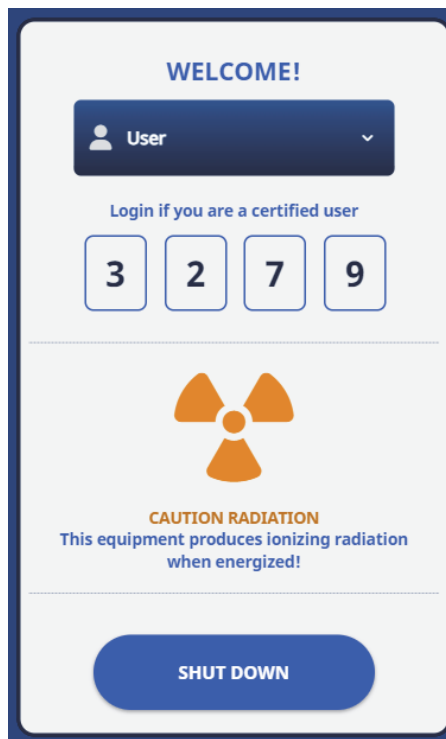 WELCOME!
User
Login if you are a certified user
3 2 7 9
CAUTION RADIATION
This equipment produces ionizing radiation
when energized!
SHUT DOWN